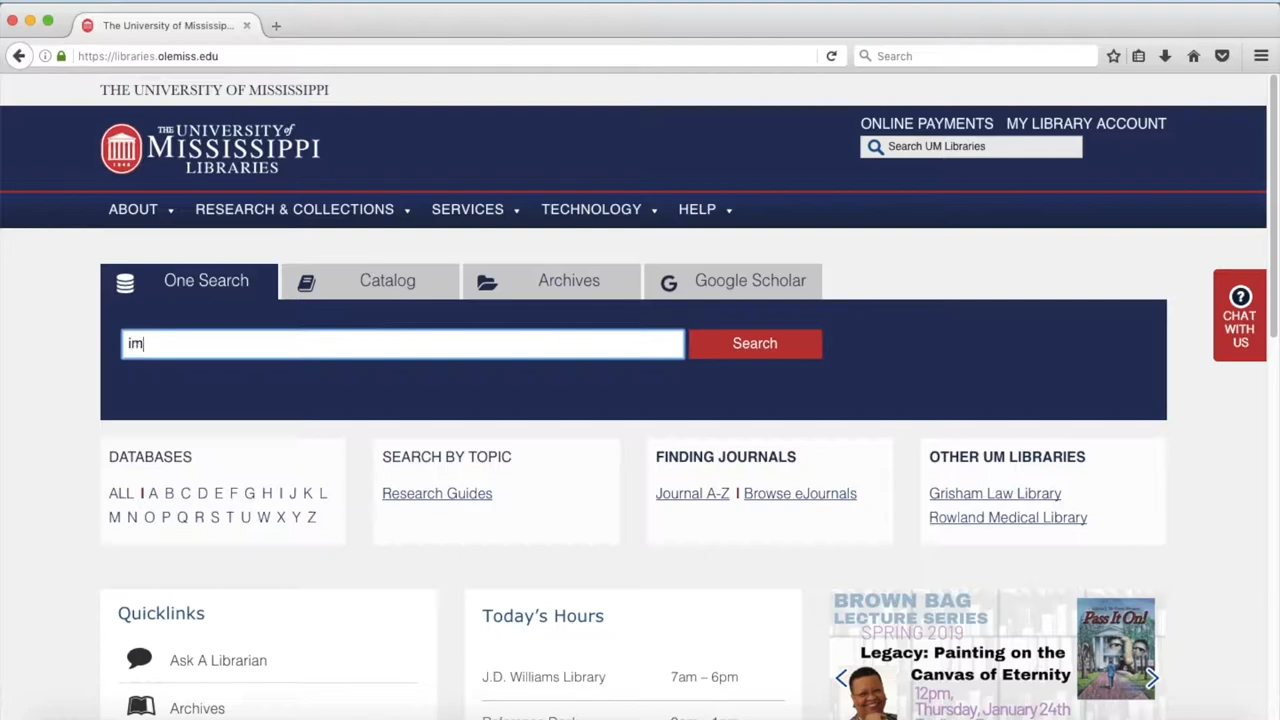 The University of Mississip...
https://libraries.olemiss.edu
Search
THE UNIVERSITY OF MISSISSIPPI
THE UNIVERSITY of
MISSISSIPPI
LIBRARIES
1848
ONLINE PAYMENTS MY LIBRARY ACCOUNT
Search UM Libraries
ABOUT RESEARCH & COLLECTIONS SERVICES TECHNOLOGY HELP
One Search Catalog Archives Google Scholar
im
Search
? CHAT
WITH
US
DATABASES
ALL I A B C D E F G H I J K L
M N O P Q R S T U W X Y Z
SEARCH BY TOPIC
Research Guides
FINDING JOURNALS
Journal A-Z I Browse eJournals
OTHER UM LIBRARIES
Grisham Law Library
Rowland Medical Library
Quicklinks
Ask A Librarian
Archives
Today's Hours
J.D. Williams Library 7am – 6pm
BROWN BAG
LECTURE SERIES
SPRING 2019
Legacy: Painting on the
Canvas of Eternity
12pm,
Thursday, January 24th
Pass It On!